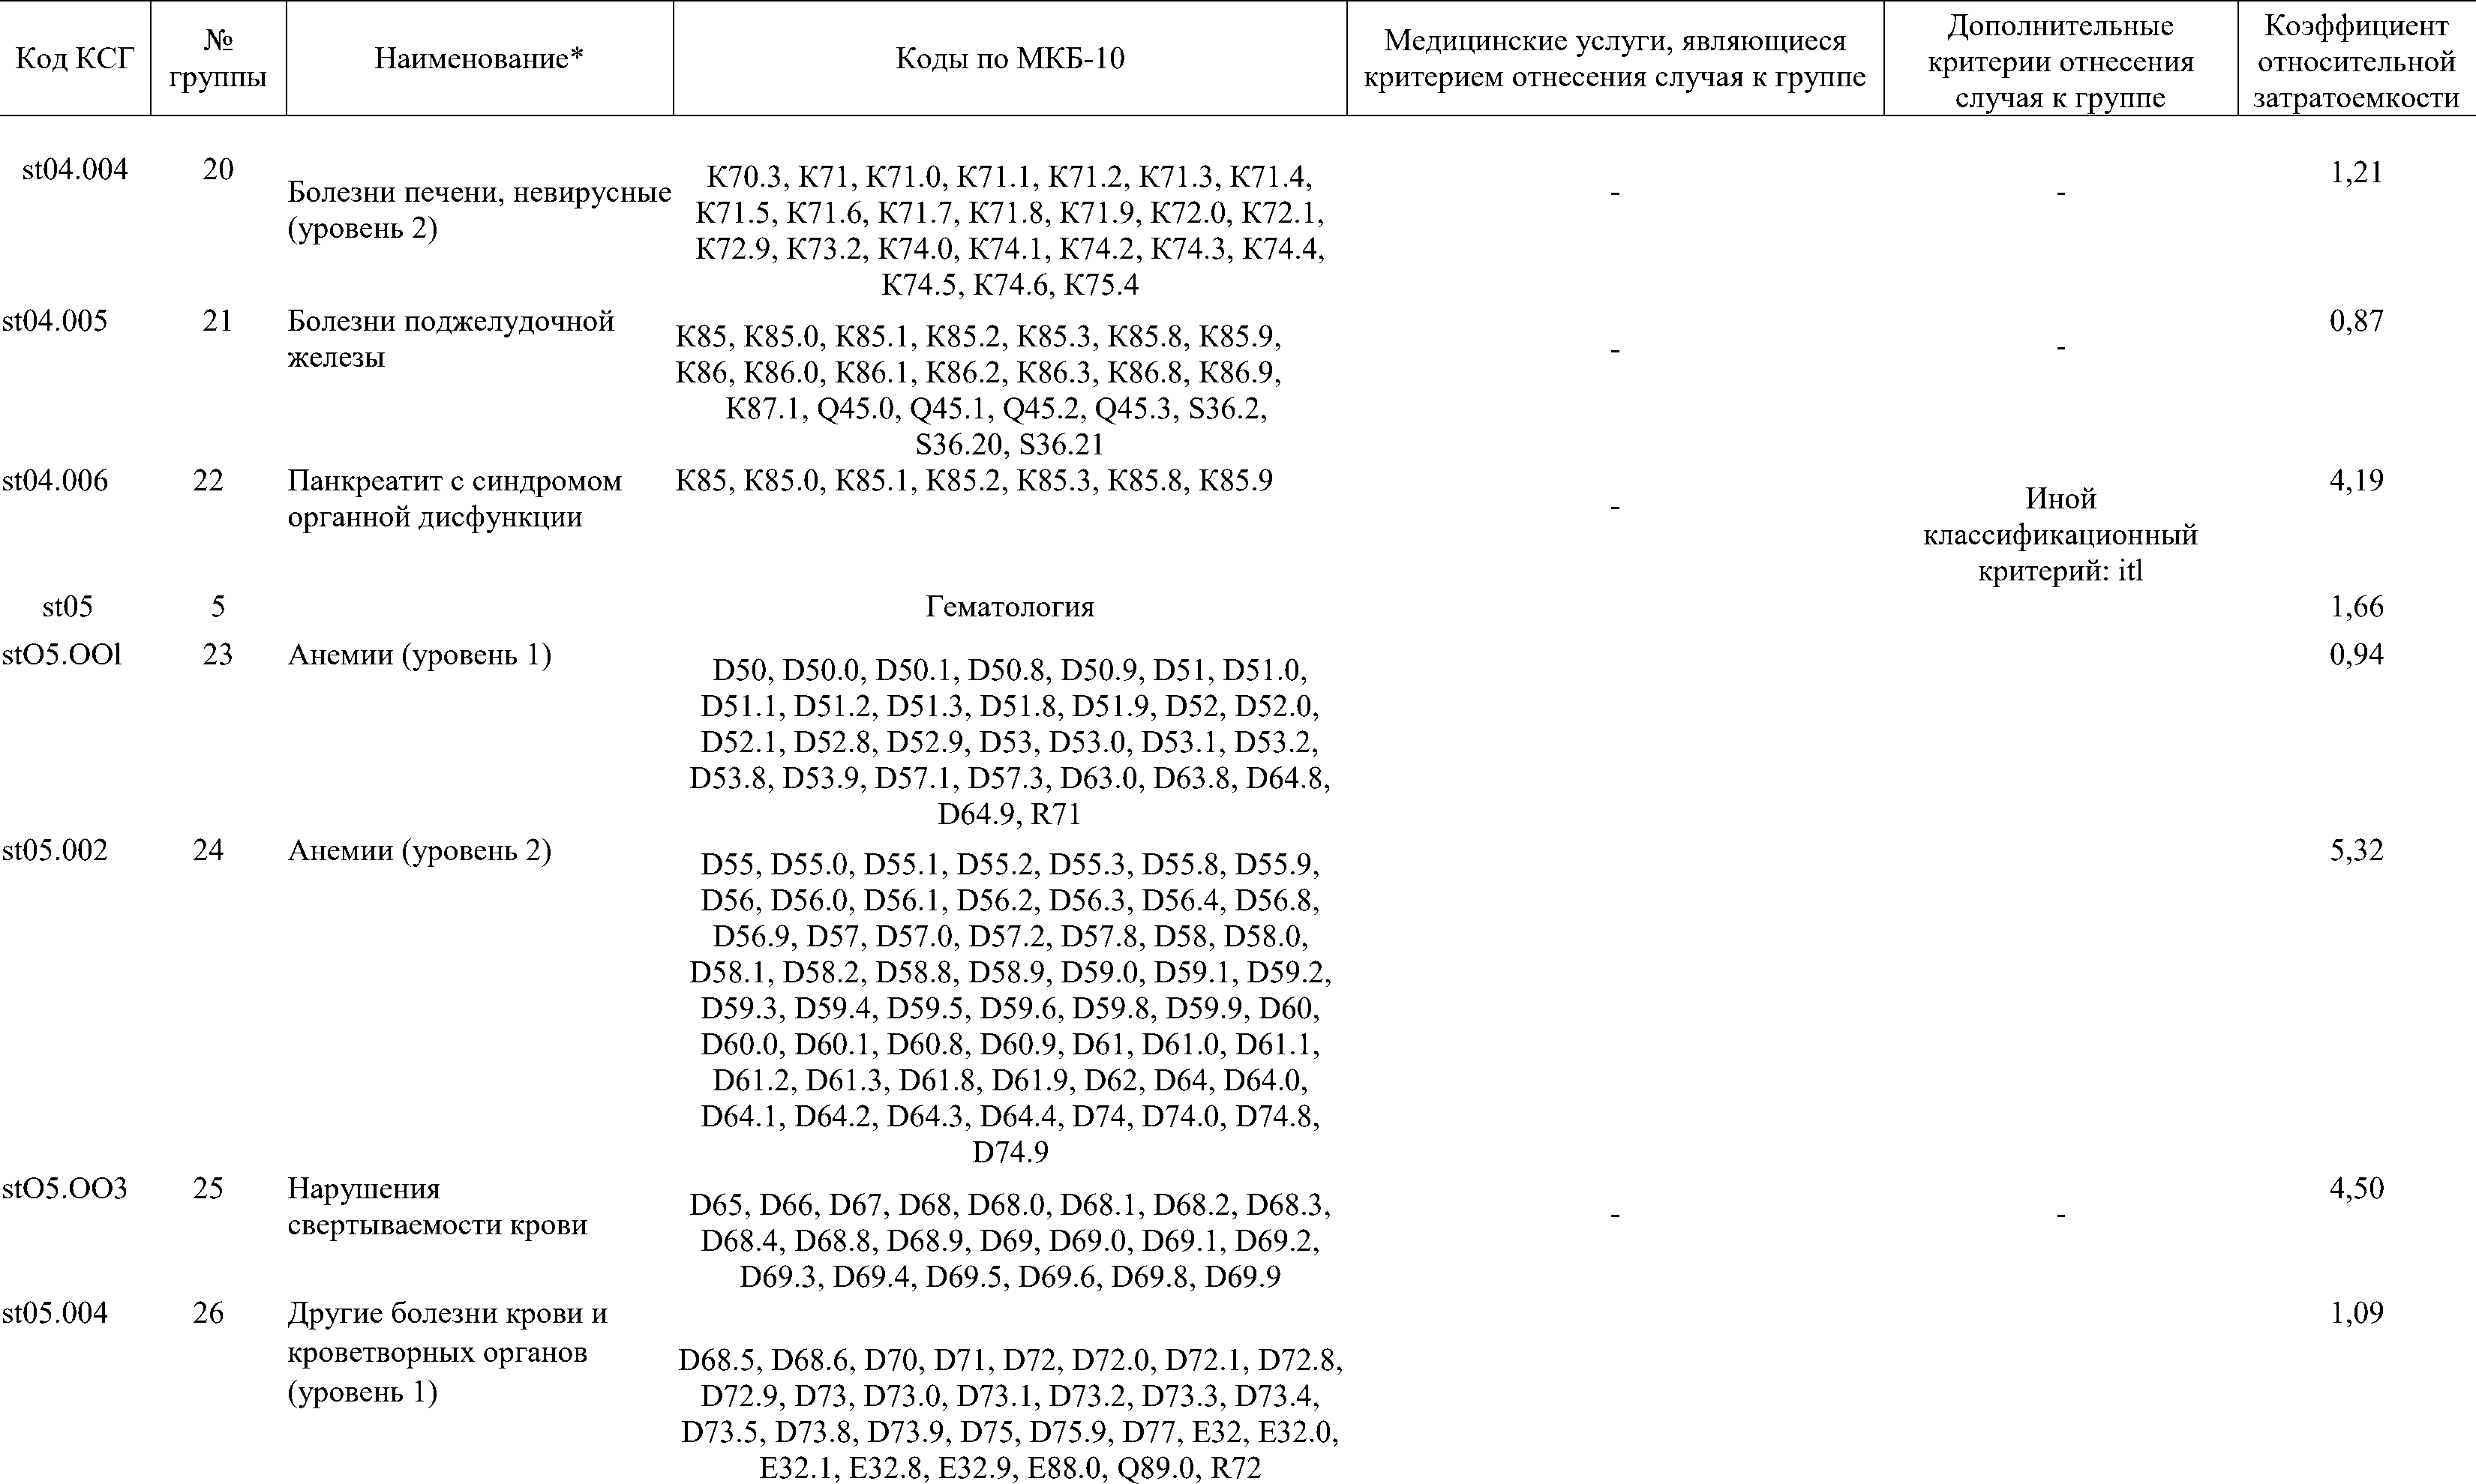 Код КСГ
№
группы
Наименование*
Коды по МКБ-10
Медицинские услуги, являющиеся
критерием отнесения случая к группе
Дополнительные
критерии отнесения
случая к группе
Коэффициент
относительной
затратоемкости
st04.004
20
Болезни печени, невирусные
(уровень 2)
K70.3, K71, K71.0, K71.1, K71.2, K71.3, K71.4,
K71.5, K71.6, K71.7, K71.8, K71.9, K72.0, K72.1,
K72.9, K73.2, K74.0, K74.1, K74.2, K74.3, K74.4,
K74.5, K74.6, K75.4
-
-
1,21
st04.005
21
Болезни поджелудочной
железы
K85, K85.0, K85.1, K85.2, K85.3, K85.8, K85.9,
K86, K86.0, K86.1, K86.2, K86.3, K86.8, K86.9,
K87.1, Q45.0, Q45.1, Q45.2, Q45.3, S36.2,
S36.20, S36.21
-
-
0,87
st04.006
22
Панкреатит с синдромом
органной дисфункции
K85, K85.0, K85.1, K85.2, K85.3, K85.8, K85.9
-
Иной
классификационный
критерий: itl
4,19
st05
5
Гематология
1,66
stO5.OOl
23
Анемии (уровень 1)
D50, D50.0, D50.1, D50.8, D50.9, D51, D51.0,
D51.1, D51.2, D51.3, D51.8, D51.9, D52, D52.0,
D52.1, D52.8, D52.9, D53, D53.0, D53.1, D53.2,
D53.8, D53.9, D57.1, D57.3, D63.0, D63.8, D64.8,
D64.9, R71
0,94
st05.002
24
Анемии (уровень 2)
D55, D55.0, D55.1, D55.2, D55.3, D55.8, D55.9,
D56, D56.0, D56.1, D56.2, D56.3, D56.4, D56.8,
D56.9, D57, D57.0, D57.2, D57.8, D58, D58.0,
D58.1, D58.2, D58.8, D58.9, D59.0, D59.1, D59.2,
D59.3, D59.4, D59.5, D59.6, D59.8, D59.9, D60,
D60.0, D60.1, D60.8, D60.9, D61, D61.0, D61.1,
D61.2, D61.3, D61.8, D61.9, D62, D64, D64.0,
D64.1, D64.2, D64.3, D64.4, D74, D74.0, D74.8,
D74.9
5,32
stO5.OO3
25
Нарушения
свертываемости крови
D65, D66, D67, D68, D68.0, D68.1, D68.2, D68.3,
D68.4, D68.8, D68.9, D69, D69.0, D69.1, D69.2,
D69.3, D69.4, D69.5, D69.6, D69.8, D69.9
-
-
4,50
st05.004
26
Другие болезни крови и
кроветворных органов
(уровень 1)
D68.5, D68.6, D70, D71, D72, D72.0, D72.1, D72.8,
D72.9, D73, D73.0, D73.1, D73.2, D73.3, D73.4,
D73.5, D73.8, D73.9, D75, D75.9, D77, E32, E32.0,
E32.1, E32.8, E32.9, E88.0, Q89.0, R72
1,09